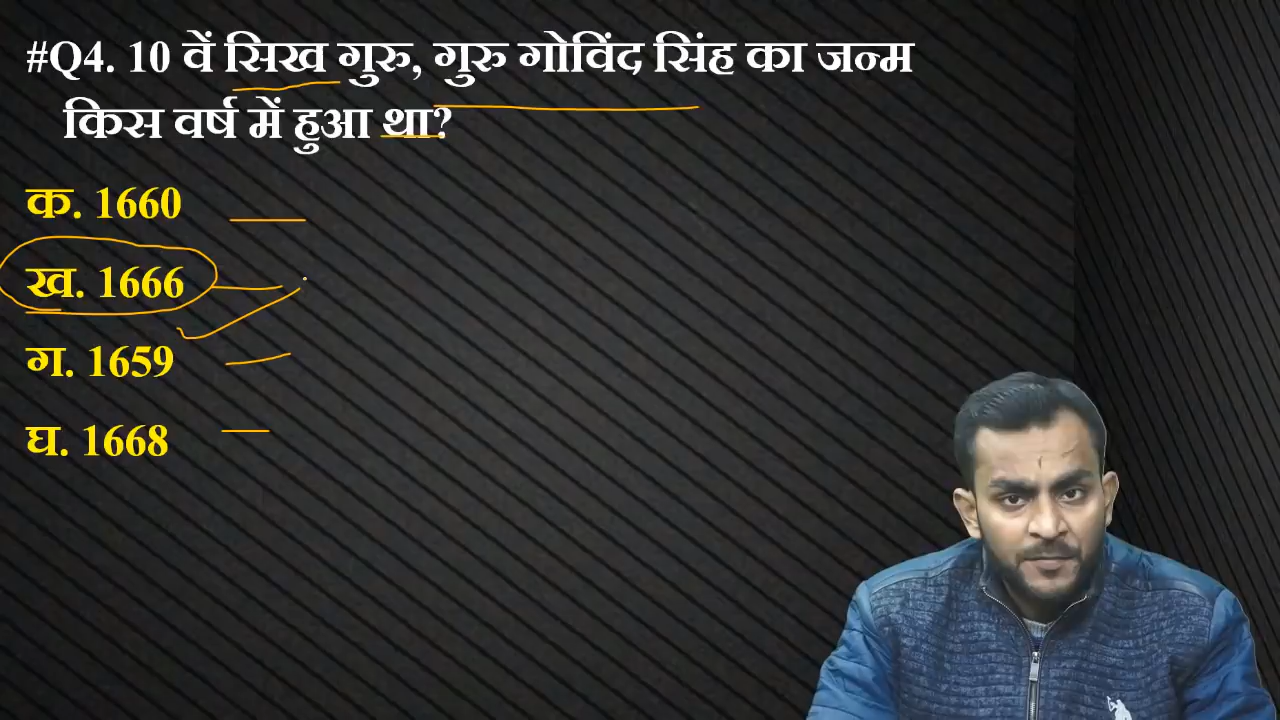 #Q4. 10 वें सिख गुरु, गुरु गोविंद सिंह का जन्म
किस वर्ष में हुआ था?
क. 1660
ख. 1666
ग. 1659
घ. 1668